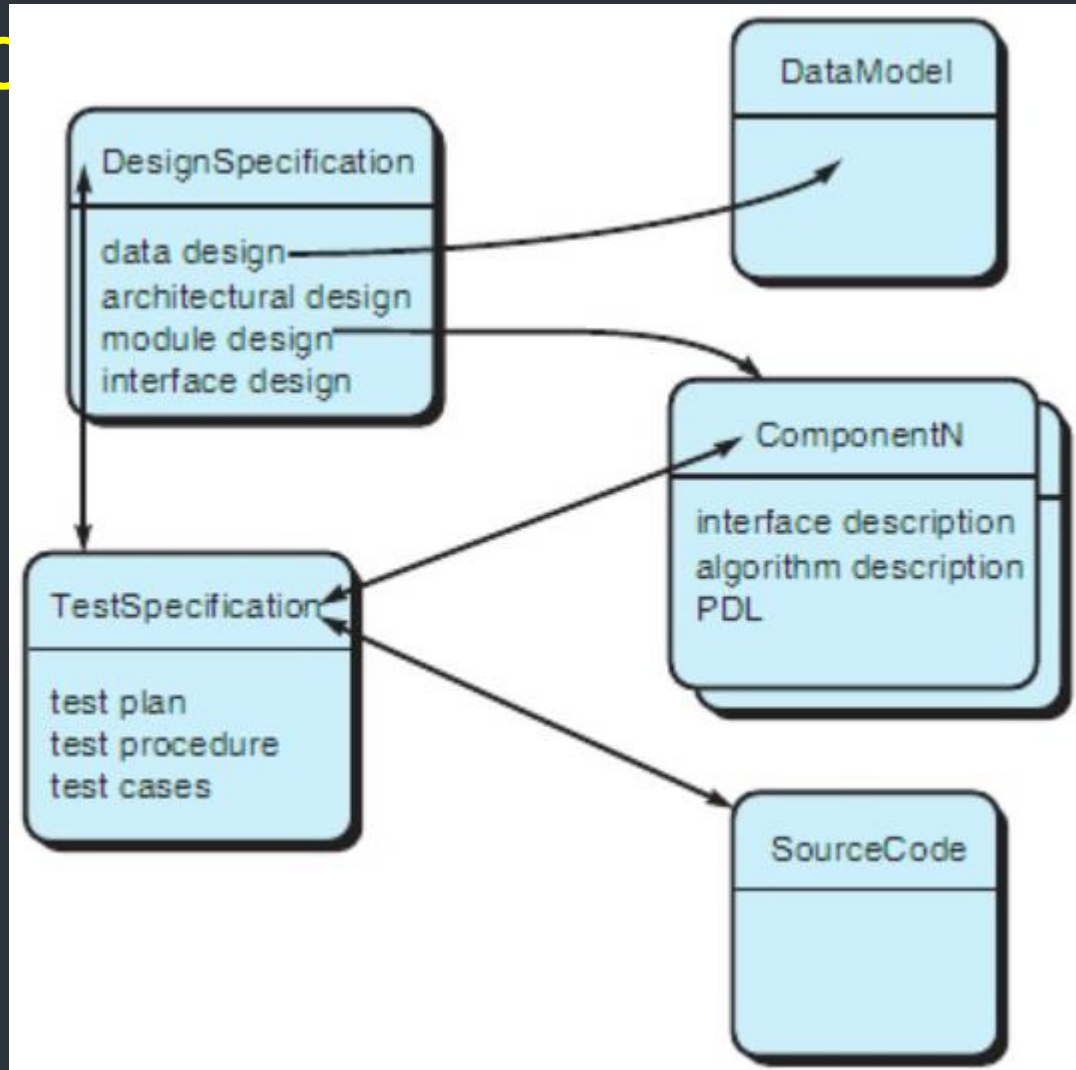 DesignSpecification
data design
architectural design
module design
interface design
DataModel
ComponentN
interface description
algorithm description
PDL
TestSpecification
test plan
test procedure
test cases
SourceCode